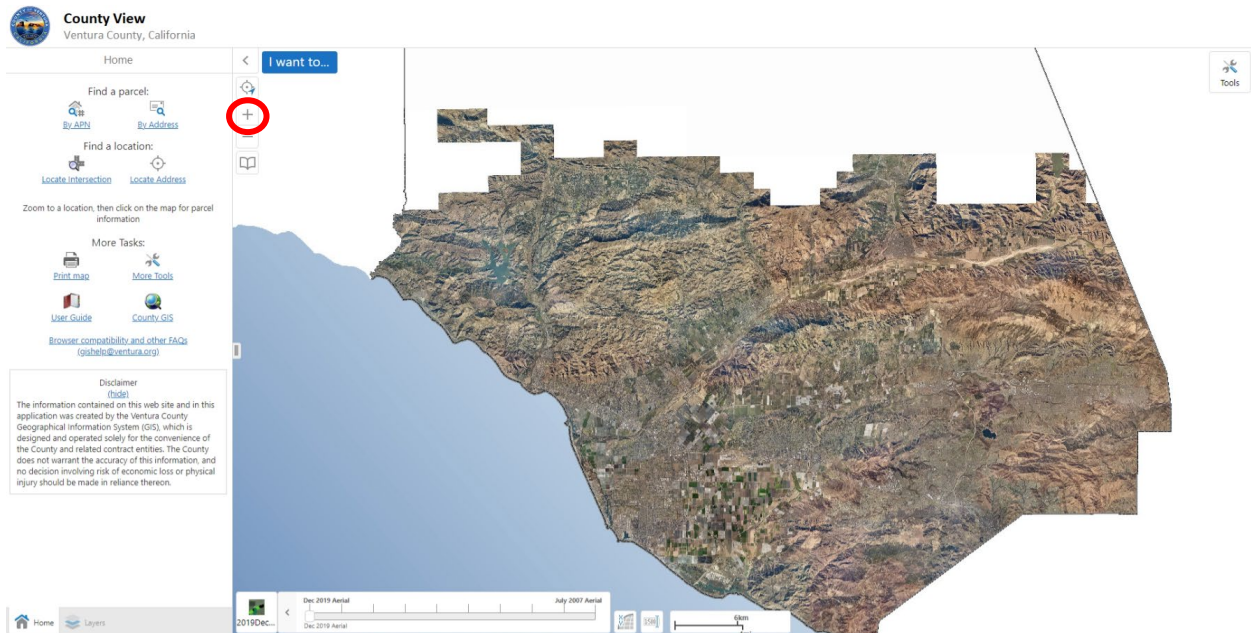 County View
Ventura County, California
Home
I want to...
Tools
Find a parcel:
By APN
By Address
Find a location:
Locate Intersection
Locate Address
Zoom to a location, then click on the map for parcel
information
More Tasks:
Print map
More Tools
User Guide
County GIS
Browser compatibility and other FAQs
(gishelp@ventura.org)
Disclaimer
(hide)
The information contained on this web site and in this
application was created by the Ventura County
Geographical Information System (GIS), which is
designed and operated solely for the convenience of
the County and related contract entities. The County
does not warrant the accuracy of this information, and
no decision involving risk of economic loss or physical
injury should be made in reliance thereon.
Home
Layers
2019Dec...
Dec 2019 Aerial
July 2007 Aerial
Dec 2019 Aerial
6km